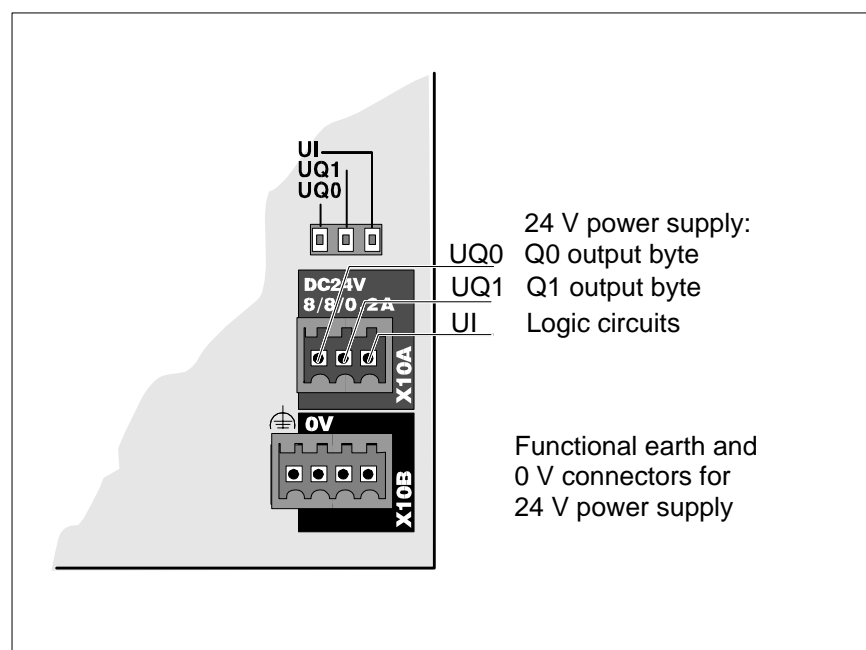 UI
UQ1
UQ0
24 V power supply:
UQ0 Q0 output byte
UQ1 Q1 output byte
UI Logic circuits
DC24V
8/8/0 2A
X10A
0V
X10B
Functional earth and
0 V connectors for
24 V power supply